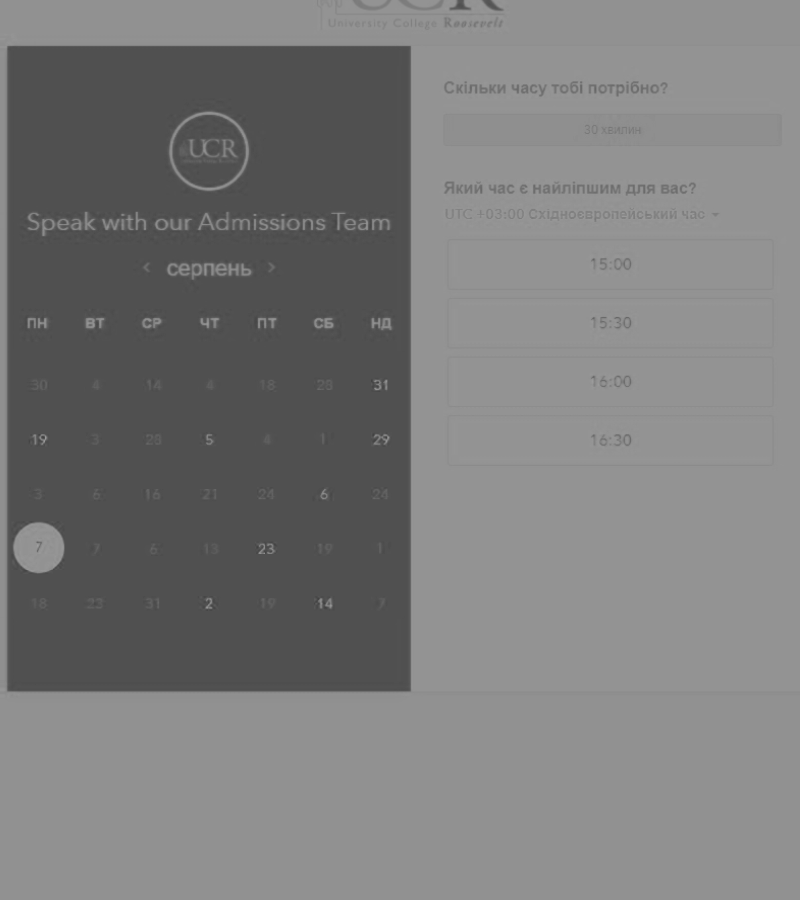 UCR
University College Roosevelt
UCR
Speak with our Admissions Team
< серпень >
ПН ВТ СР ЧТ ПТ СБ НД
30 4 14 4 18 28 31
19 3 28 5 4 1 29
3 6 16 21 24 6 24
7 7 6 13 23 19 1
18 23 31 2 19 14 7
Скільки часу тобі потрібно?
30 хвилин
Який час є найліпшим для вас?
UTC +03:00 Східноєвропейський час
15:00
15:30
16:00
16:30